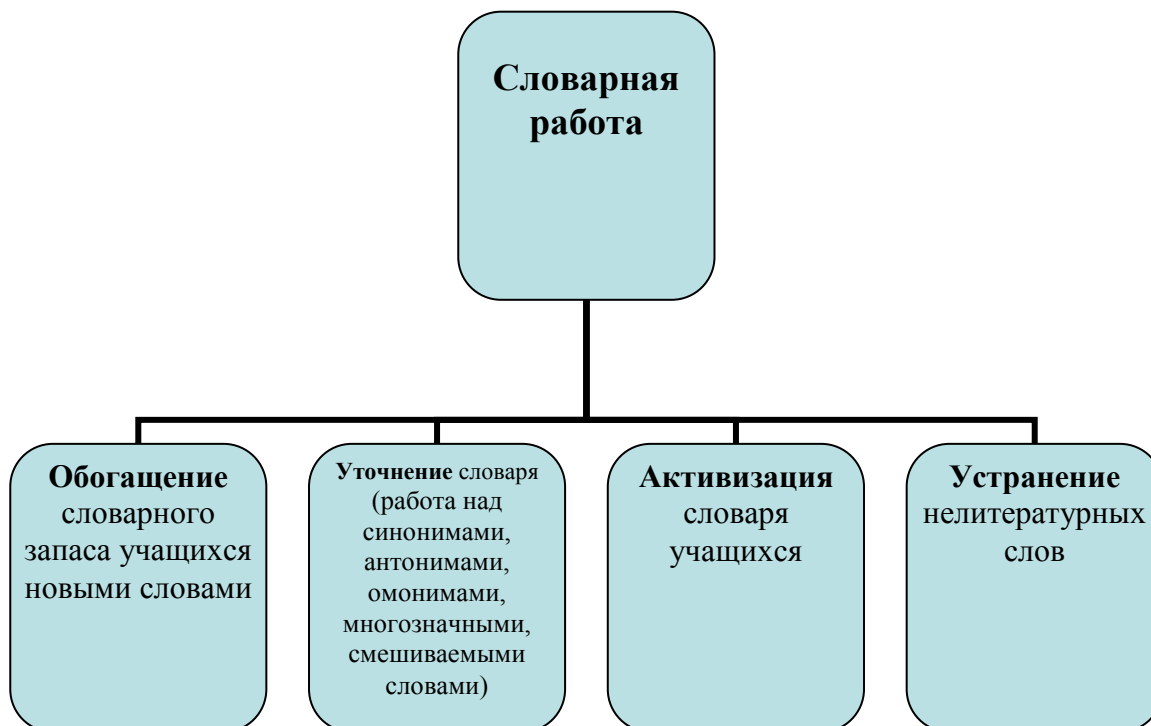 Словарная
работа
Обогащение
словарного
запаса учащихся
новыми словами
Уточнение словаря
(работа над
синонимами,
антонимами,
омонимами,
многозначными,
смешиваемыми
словами)
Активизация
словаря
учащихся
Устранение
нелитературных
слов